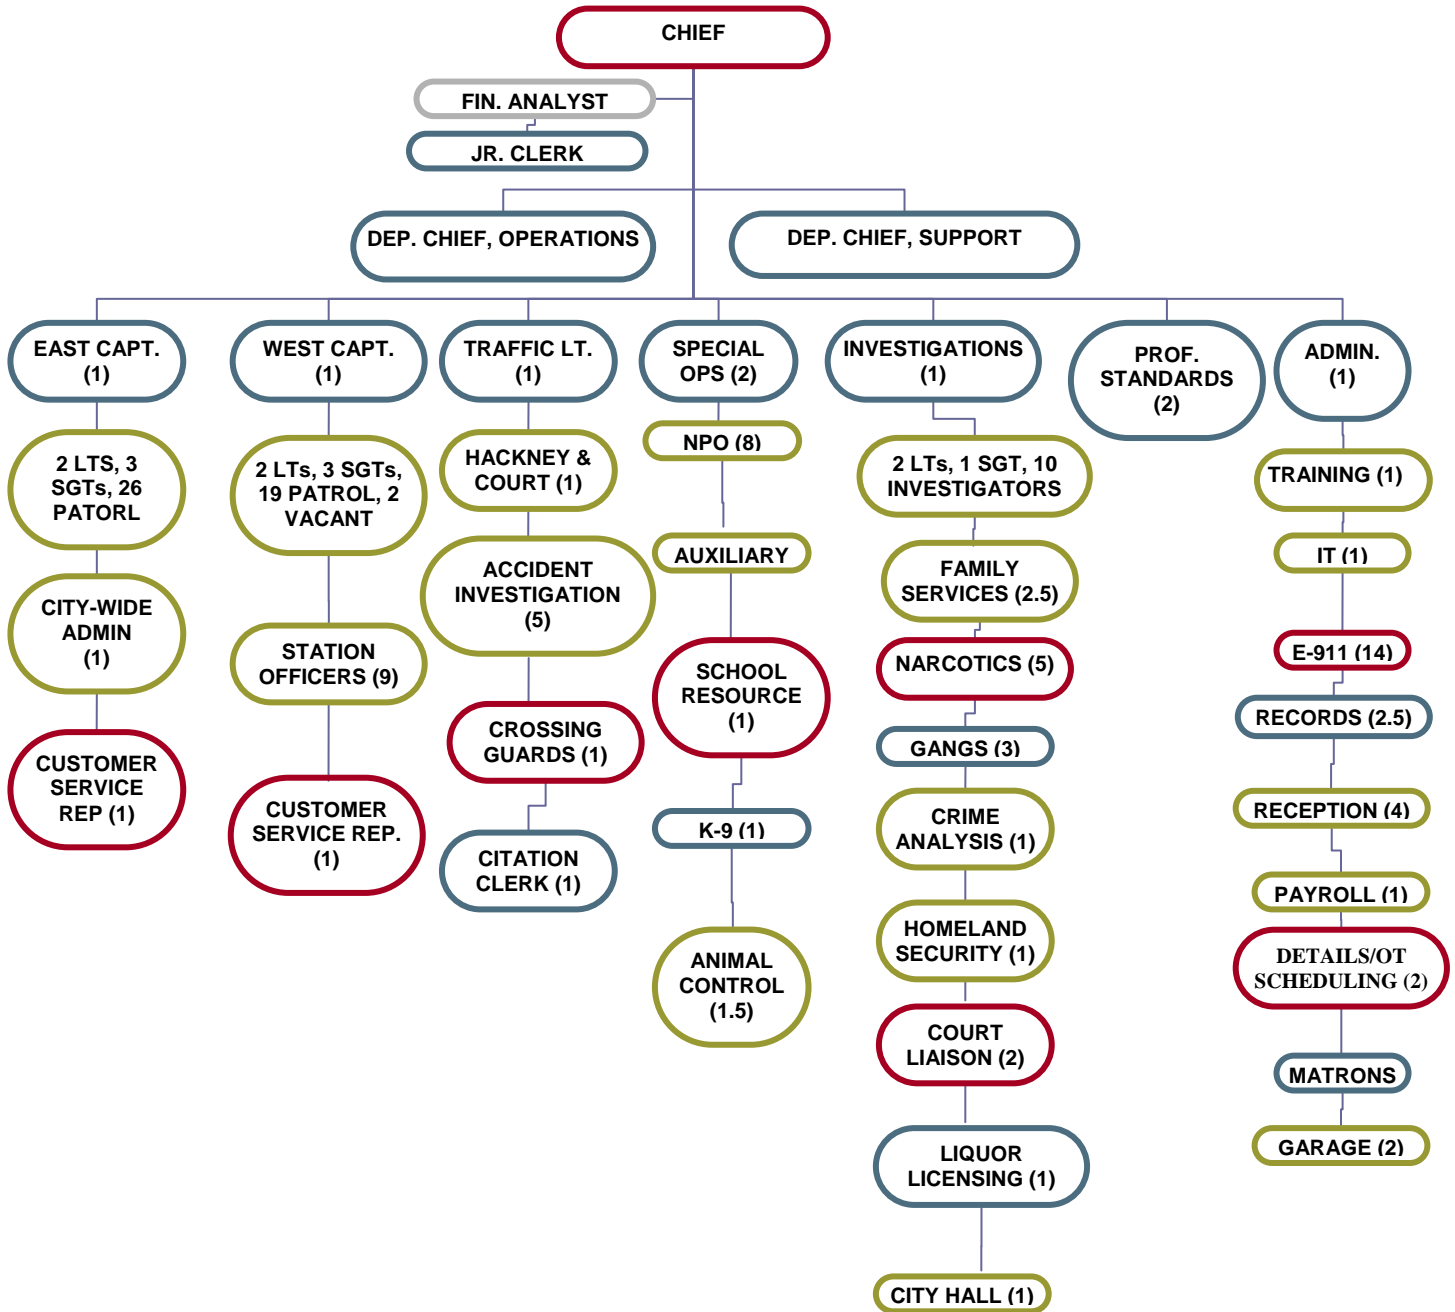 CHIEF
FIN. ANALYST
JR. CLERK
DEP. CHIEF, OPERATIONS
DEP. CHIEF, SUPPORT
EAST CAPT.
(1)
2 LTS, 3
SGTs, 26
PATORL
CITY-WIDE
ADMIN
(1)
CUSTOMER
SERVICE
REP (1)
WEST CAPT.
(1)
2 LTs, 3 SGTs,
19 PATROL, 2
VACANT
STATION
OFFICERS (9)
CUSTOMER
SERVICE REP.
(1)
TRAFFIC LT.
(1)
HACKNEY &
COURT (1)
ACCIDENT
INVESTIGATION
(5)
CROSSING
GUARDS (1)
CITATION
CLERK (1)
SPECIAL
OPS (2)
NPO (8)
AUXILIARY
SCHOOL
RESOURCE
(1)
K-9 (1)
ANIMAL
CONTROL
(1.5)
INVESTIGATIONS
(1)
2 LTs, 1 SGT, 10
INVESTIGATORS
FAMILY
SERVICES (2.5)
NARCOTICS (5)
GANGS (3)
CRIME
ANALYSIS (1)
HOMELAND
SECURITY (1)
COURT
LIAISON (2)
LIQUOR
LICENSING (1)
CITY HALL (1)
PROF.
STANDARDS
(2)
ADMIN.
(1)
TRAINING (1)
IT (1)
E-911 (14)
RECORDS (2.5)
RECEPTION (4)
PAYROLL (1)
DETAILS/OT
SCHEDULING (2)
MATRONS
GARAGE (2)